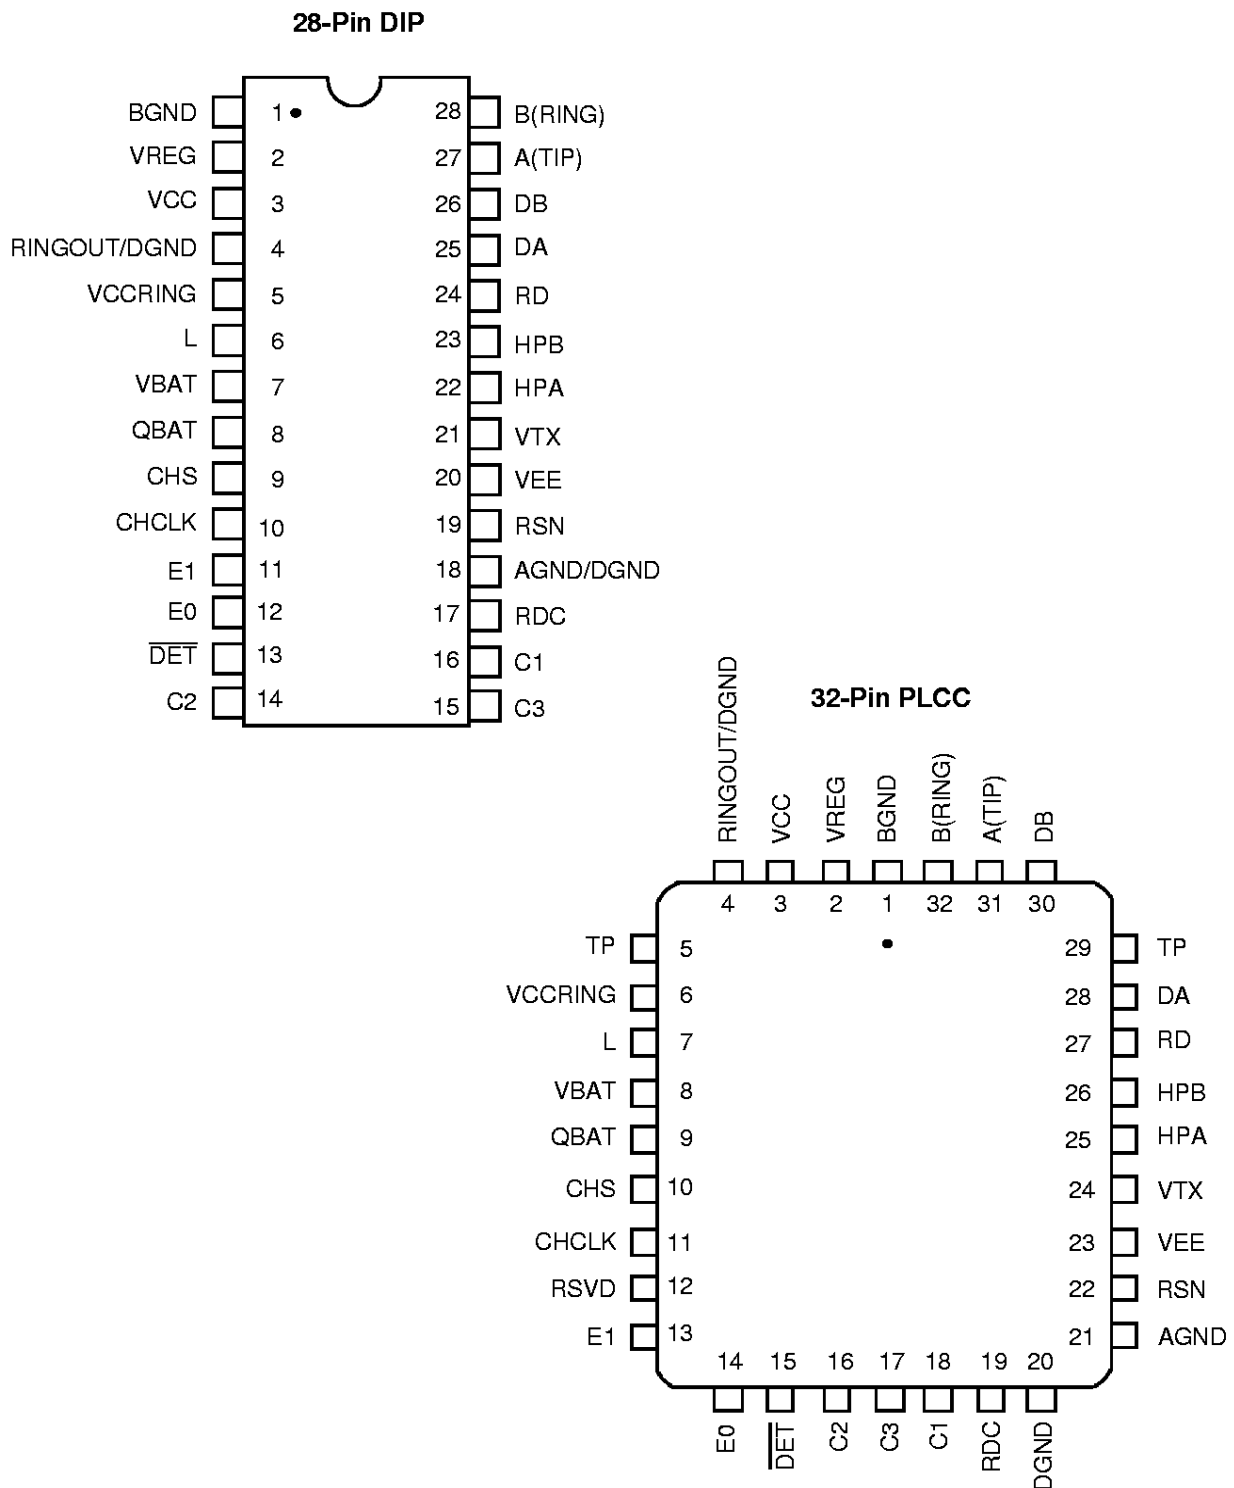 28-Pin DIP
BGND 1 28 B(RING)
VREG 2 27 A(TIP)
VCC 3 26 DB
RINGOUT/DGND 4 25 DA
VCCRING 5 24 RD
L 6 23 HPB
VBAT 7 22 HPA
QBAT 8 21 VTX
CHS 9 20 VEE
CHCLK 10 19 RSN
E1 11 18 AGND/DGND
E0 12 17 RDC
DET 13 16 C1
C2 14 15 C3
32-Pin PLCC
RINGOUT/DGND VCC VREG BGND B(RING) A(TIP) DB
4 3 2 1 32 31 30
TP 5 29 TP
VCCRING 6 28 DA
L 7 27 RD
VBAT 8 26 HPB
QBAT 9 25 HPA
CHS 10 24 VTX
CHCLK 11 23 VEE
RSVD 12 22 RSN
E1 13 21 AGND
14 15 16 17 18 19 20
E0 DET C2 C3 C1 RDC DGND